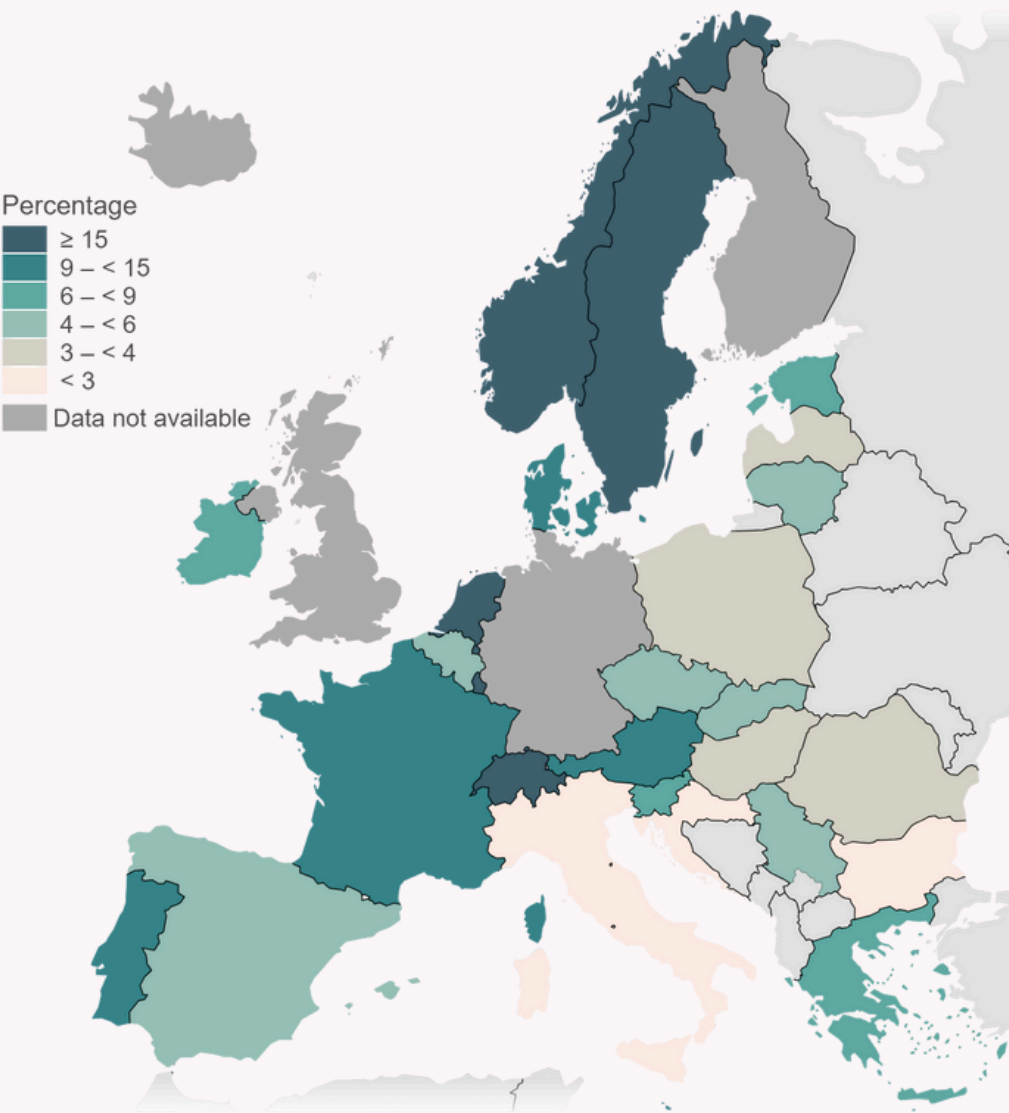 Percentage
≥ 15
9 – < 15
6 – < 9
4 – < 6
3 – < 4
< 3
Data not available